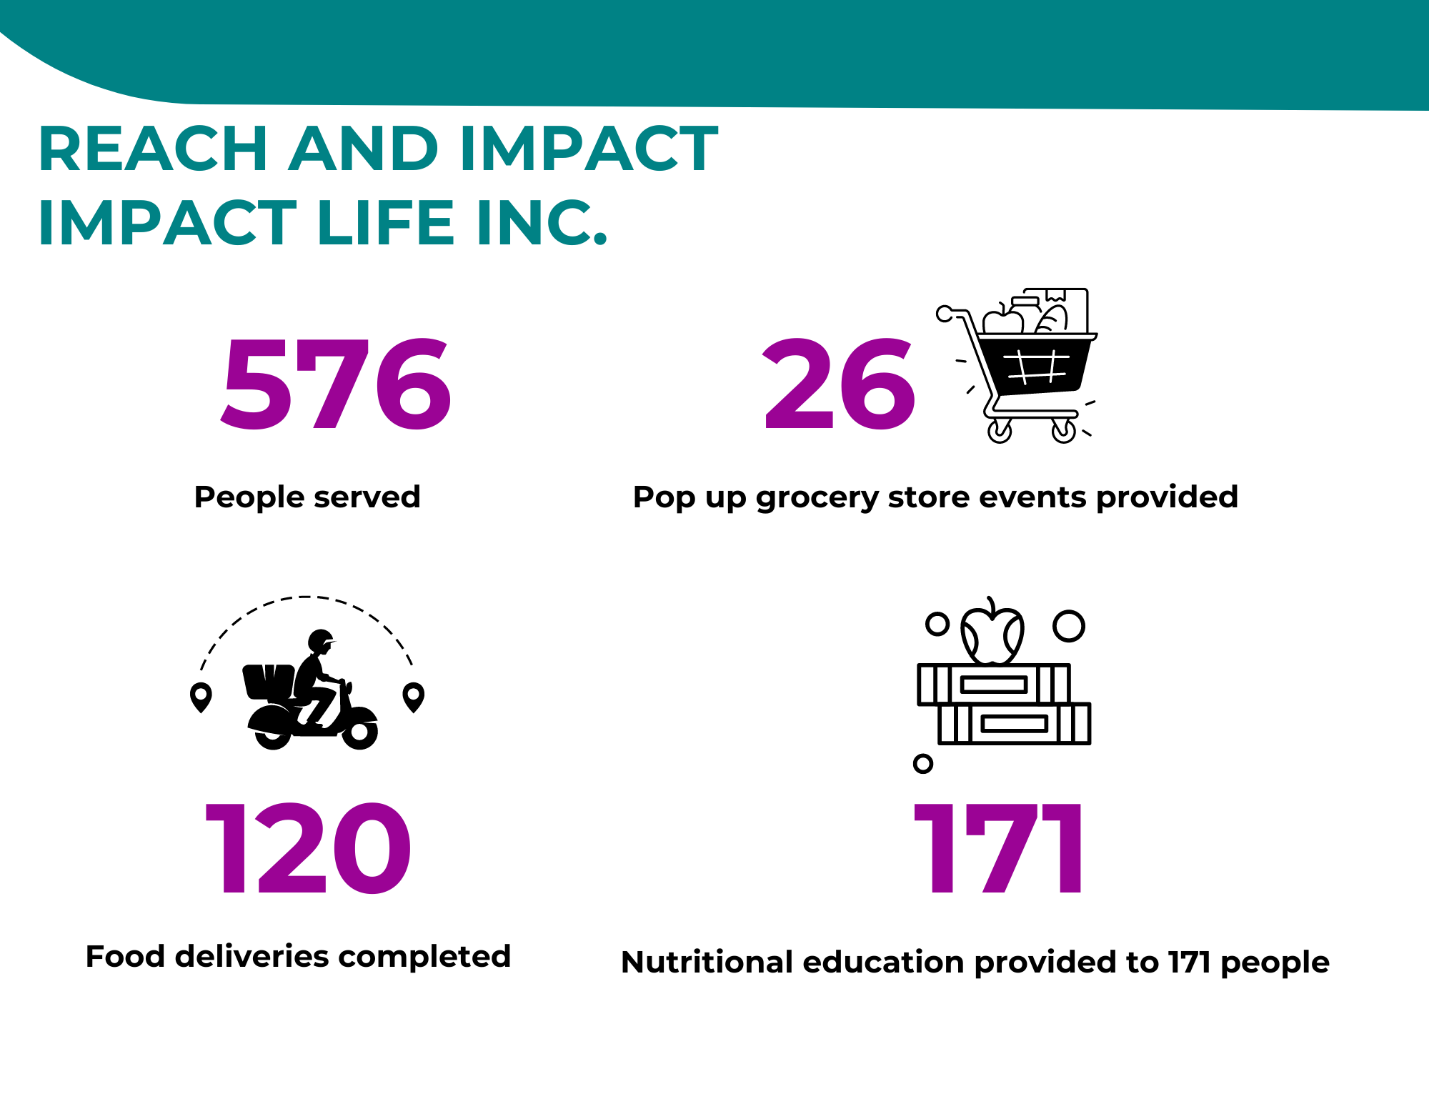 REACH AND IMPACT
IMPACT LIFE INC.
576
People served
26
Pop up grocery store events provided
120
Food deliveries completed
171
Nutritional education provided to 171 people